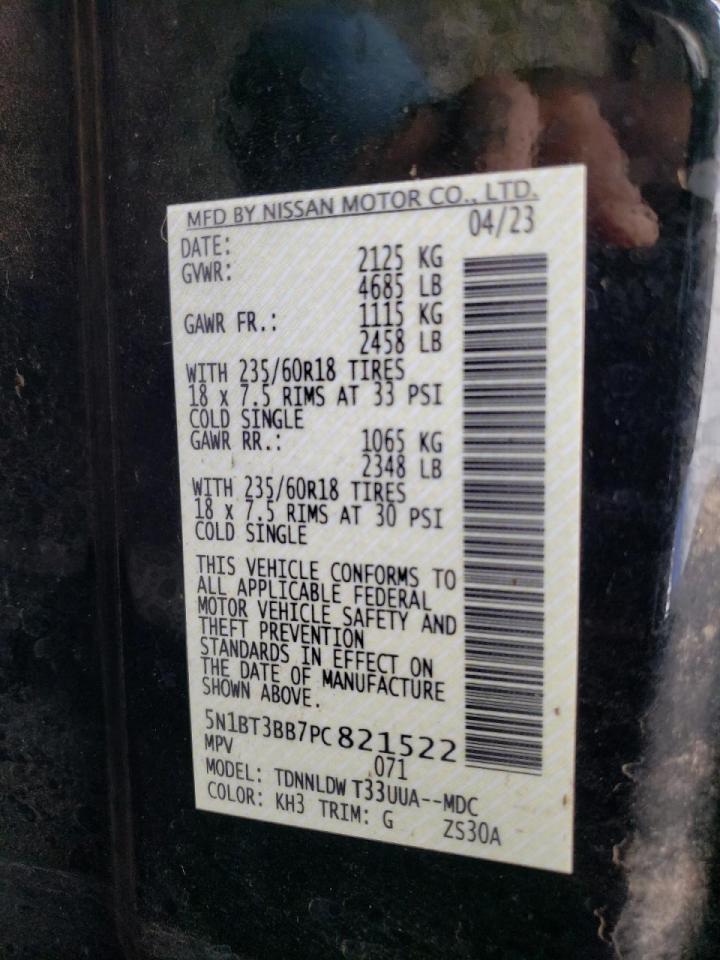 MFD BY NISSAN MOTOR CO., LTD.
DATE: 04/23
GVWR: 2125 KG
4685 LB
GAWR FR.: 1115 KG
2458 LB
WITH 235/60R18 TIRES
18 x 7.5 RIMS AT 33 PSI
COLD SINGLE
GAWR RR.: 1065 KG
2348 LB
WITH 235/60R18 TIRES
18 x 7.5 RIMS AT 30 PSI
COLD SINGLE
THIS VEHICLE CONFORMS TO
ALL APPLICABLE FEDERAL
MOTOR VEHICLE SAFETY AND
THEFT PREVENTION
STANDARDS IN EFFECT ON
THE DATE OF MANUFACTURE
SHOWN ABOVE.
5N1BT3BB7PC821522
MPV 071
MODEL: TDNNLDW T33UUA--MDC
COLOR: KH3 TRIM: G ZS30A